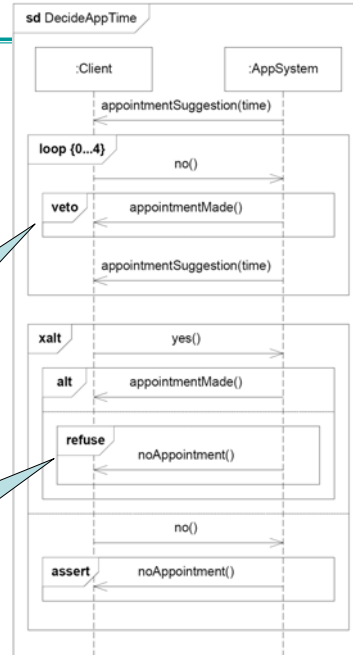 sd DecideAppTime
:Client :AppSystem
appointmentSuggestion(time)
loop {0...4}
no()
veto appointmentMade()
appointmentSuggestion(time)
xalt yes()
alt appointmentMade()
refuse
noAppointment()
no()
assert noAppointment()